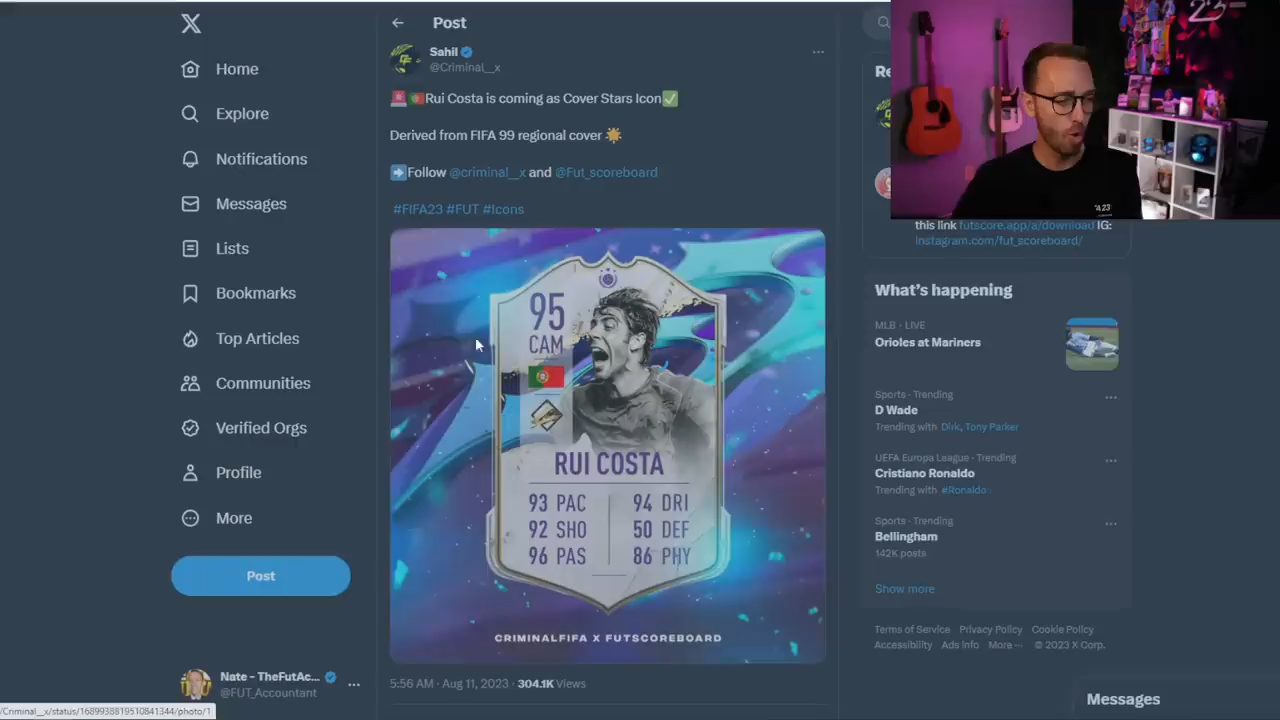 Home
Explore
Notifications
Messages
Lists
Bookmarks
Top Articles
Communities
Verified Orgs
Profile
More
Post
Nate - TheFutAc...
@FUT_Accountant
/Criminal__x/status/1689938819510841344/photo/1
Post
Sahil
@Criminal__x
🚨🇵🇹Rui Costa is coming as Cover Stars Icon✅
Derived from FIFA 99 regional cover ☀️
➡️Follow @criminal__x and @Fut_scoreboard
#FIFA23 #FUT #Icons
95
CAM
RUI COSTA
93 PAC 94 DRI
92 SHO 50 DEF
96 PAS 86 PHY
CRIMINALFIFA X FUTSCOREBOARD
5:56 AM · Aug 11, 2023 · 304.1K Views
Re
this link futscore.app/a/download IG:
instagram.com/fut_scoreboard/
What's happening
MLB · LIVE
Orioles at Mariners
Sports · Trending
D Wade
Trending with Dirk, Tony Parker
UEFA Europa League · Trending
Cristiano Ronaldo
Trending with #Ronaldo
Sports · Trending
Bellingham
142K posts
Show more
Terms of Service Privacy Policy Cookie Policy
Accessibility Ads info More ··· © 2023 X Corp.
Messages
23